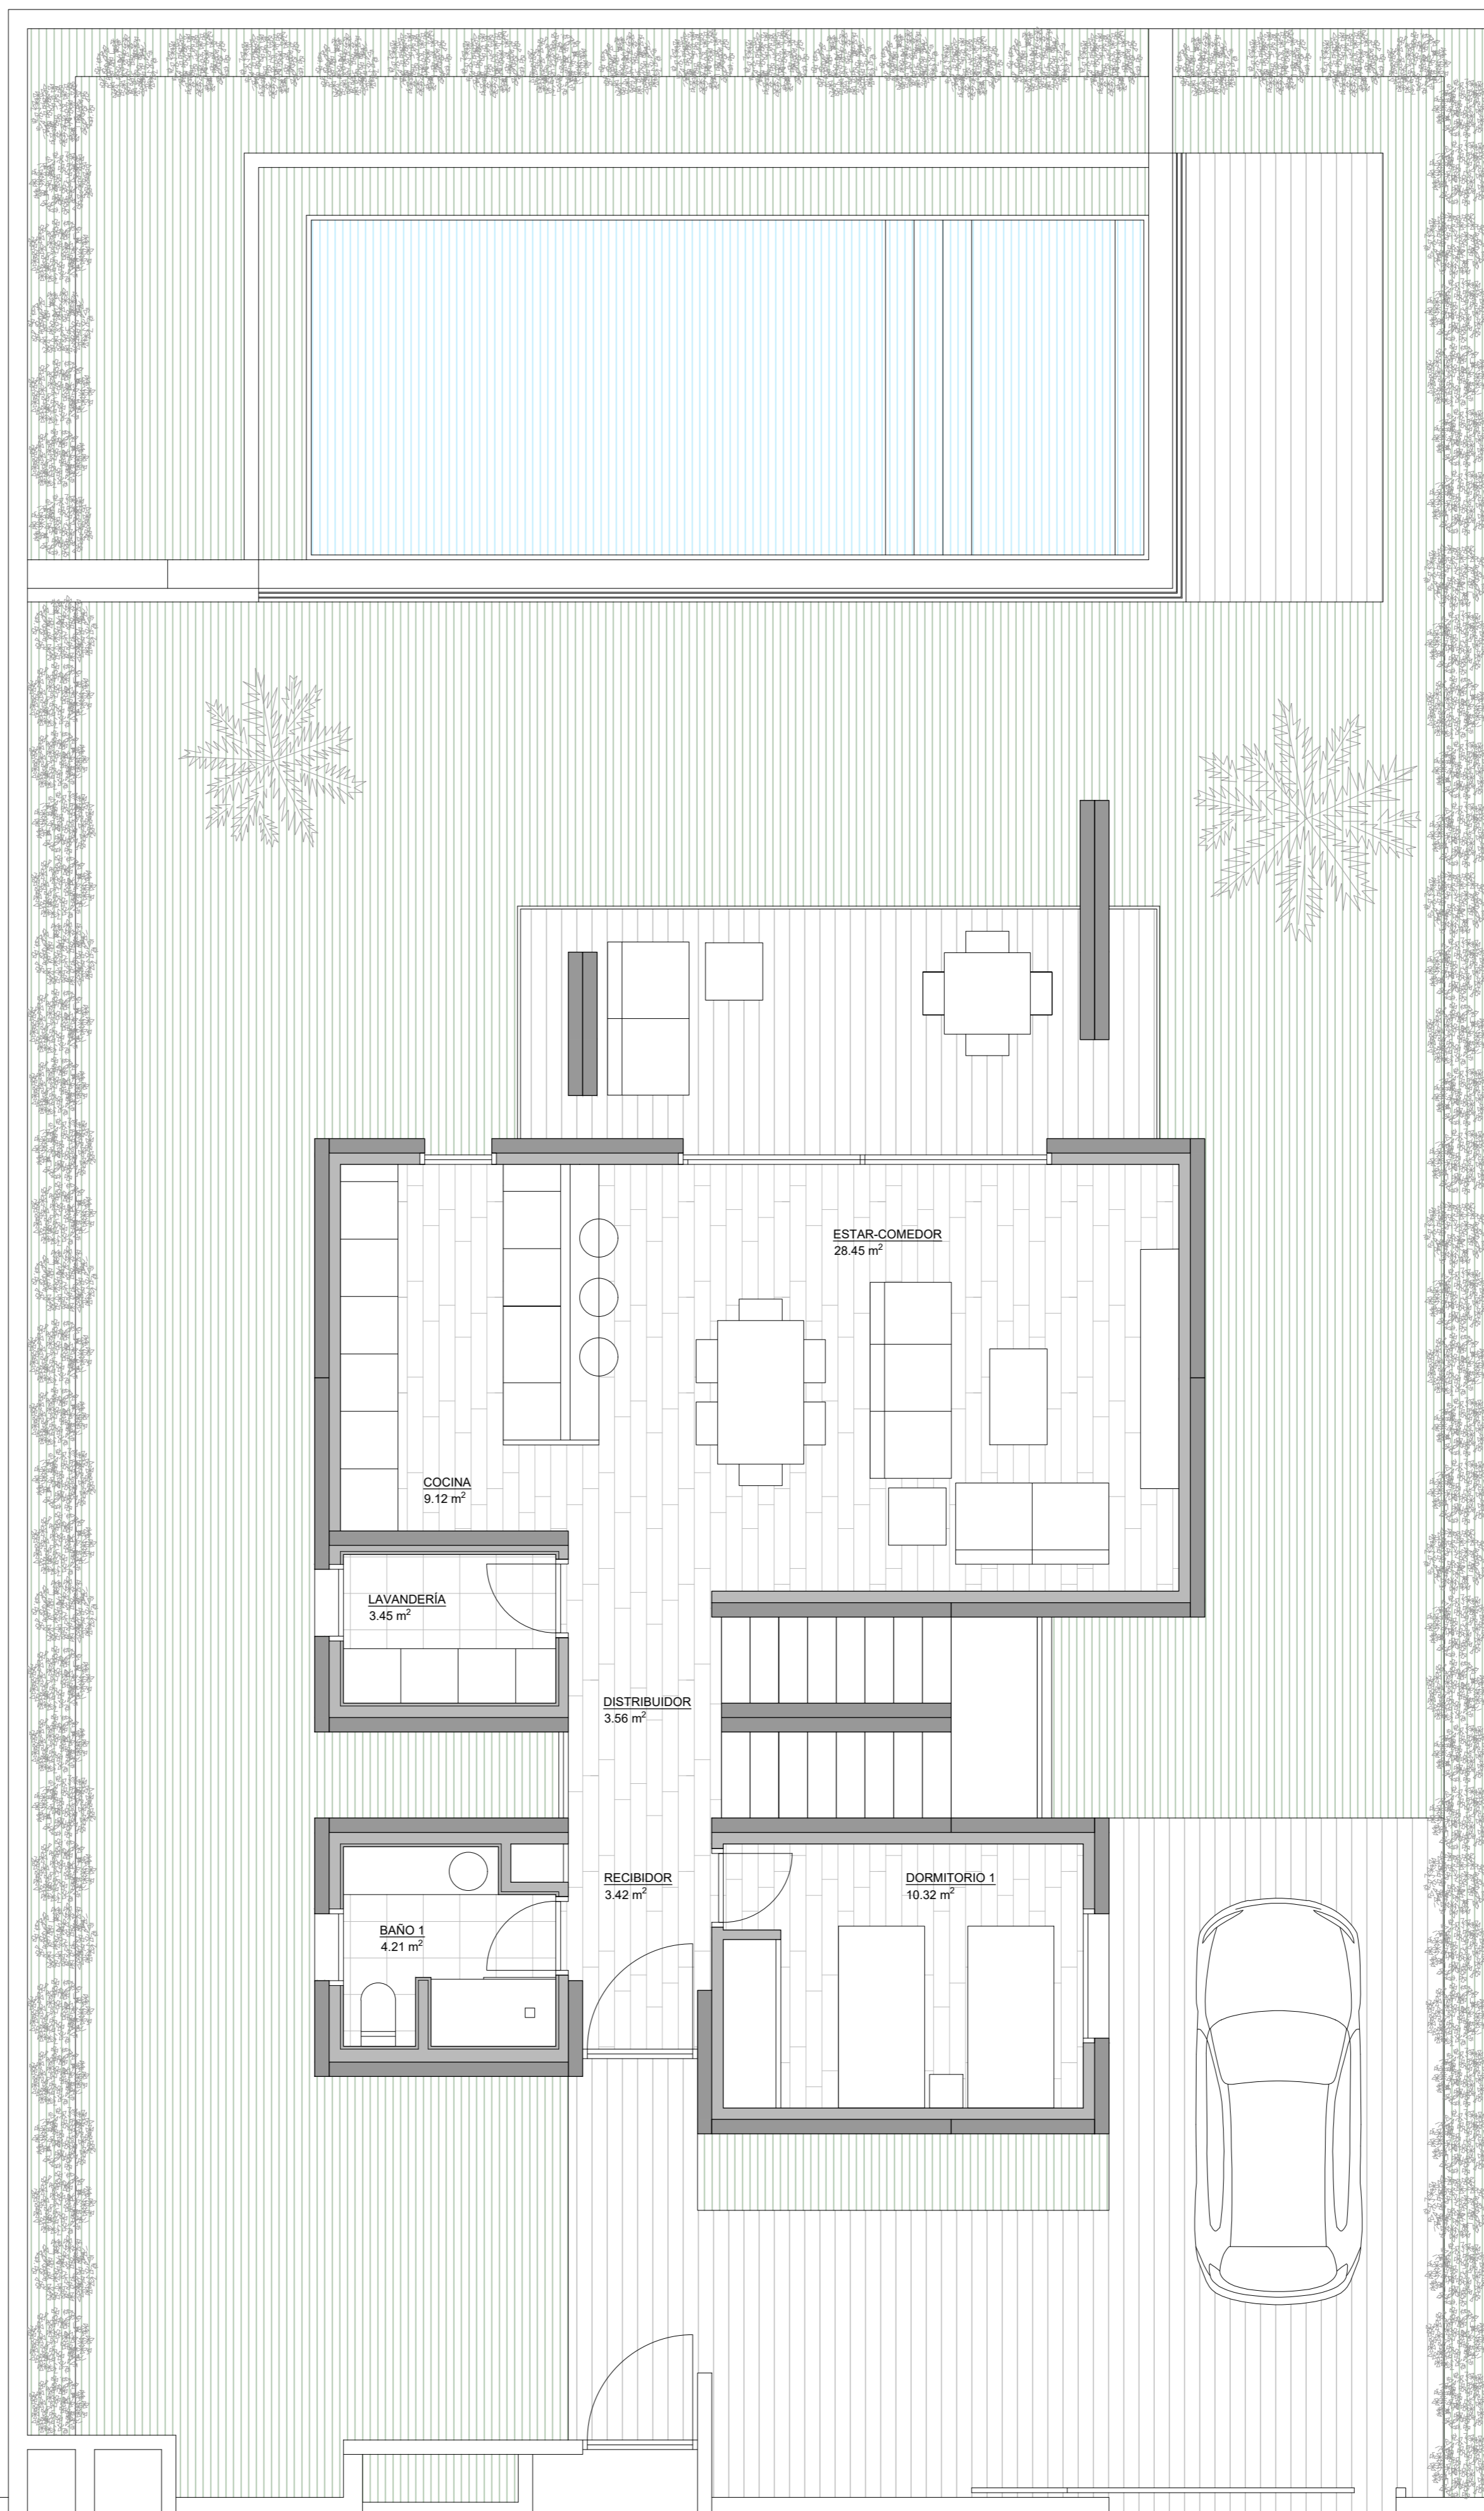 ESTAR-COMEDOR
28.45 m²
COCINA
9.12 m²
LAVANDERÍA
3.45 m²
DISTRIBUIDOR
3.56 m²
RECIBIDOR
3.42 m²
DORMITORIO 1
10.32 m²
BAÑO 1
4.21 m²